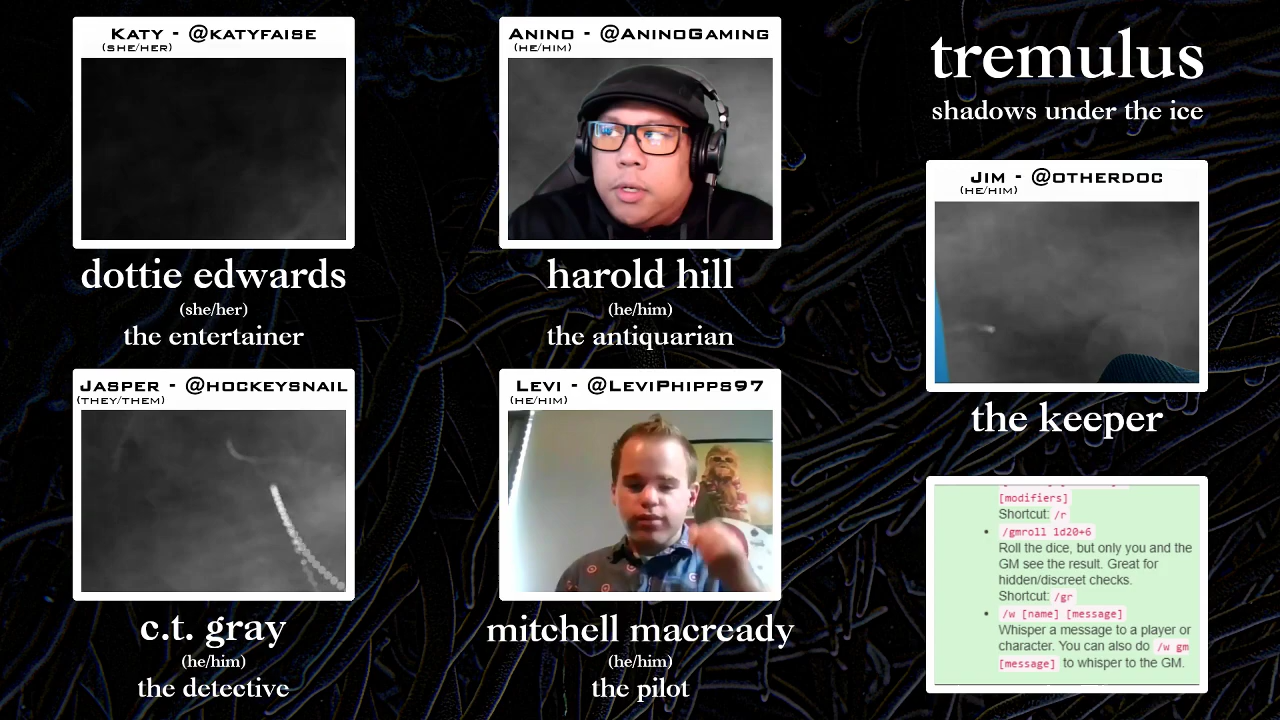 Katy - @katyfaise
(she/her)
dottie edwards
(she/her)
the entertainer
Anino - @AninoGaming
(he/him)
harold hill
(he/him)
the antiquarian
tremulus
shadows under the ice
Jim - @otherdoc
(he/him)
the keeper
Jasper - @hockeysnail
(they/them)
c.t. gray
(he/him)
the detective
Levi - @LeviPhipps97
(he/him)
mitchell macready
(he/him)
the pilot
[modifiers]
Shortcut: /r
• /gmroll 1d20+6
Roll the dice, but only you and the
GM see the result. Great for
hidden/discreet checks.
Shortcut: /gr
• /w [name] [message]
Whisper a message to a player or
character. You can also do /w gm
[message] to whisper to the GM.